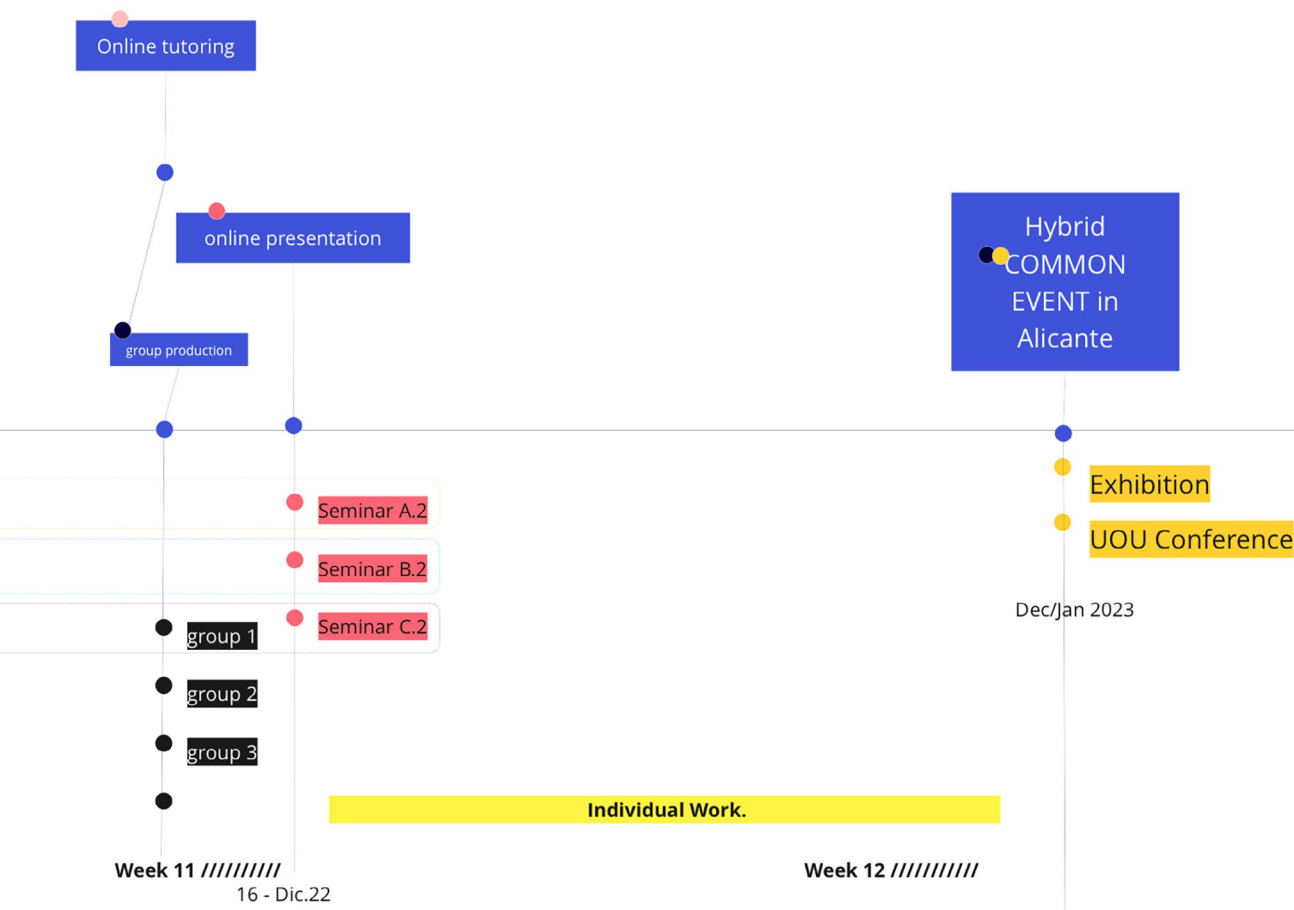 Online tutoring
online presentation
group production
Hybrid
COMMON
EVENT in
Alicante
Exhibition
UOU Conference
Seminar A.2
Seminar B.2
Seminar C.2
Dec/Jan 2023
group 1
group 2
group 3
Individual Work.
Week 11 //////////
16 - Dic.22
Week 12 ///////////